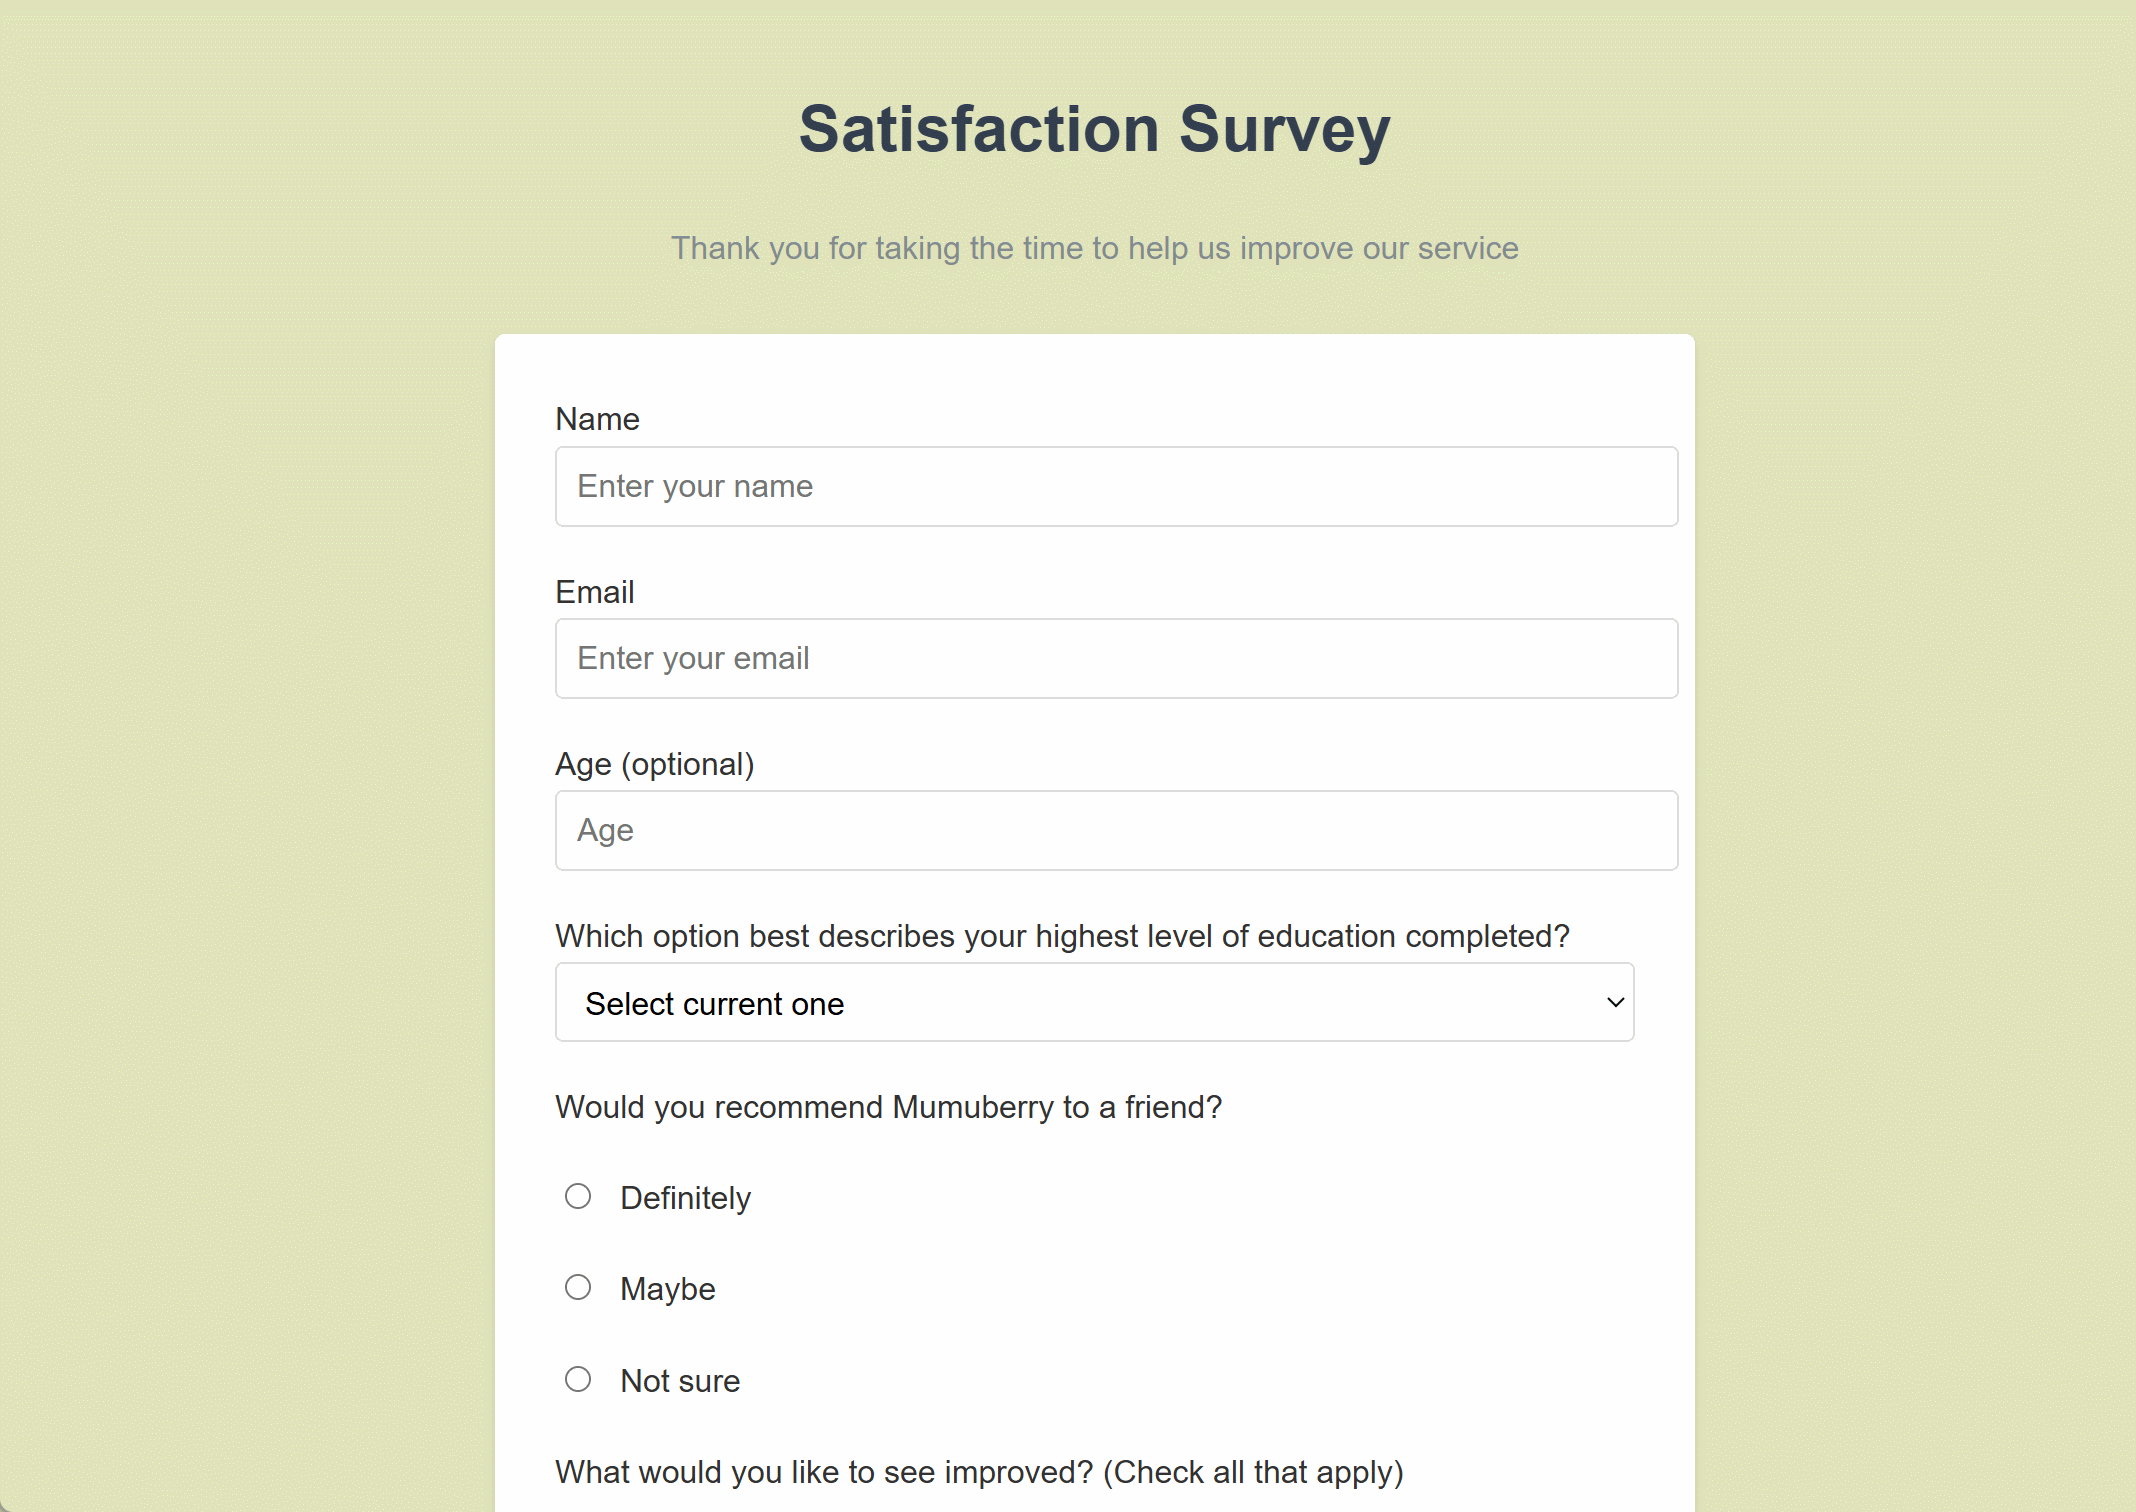 Satisfaction Survey
Thank you for taking the time to help us improve our service
Name
Enter your name
Email
Enter your email
Age (optional)
Age
Which option best describes your highest level of education completed?
Select current one
Would you recommend Mumuberry to a friend?
Definitely
Maybe
Not sure
What would you like to see improved? (Check all that apply)